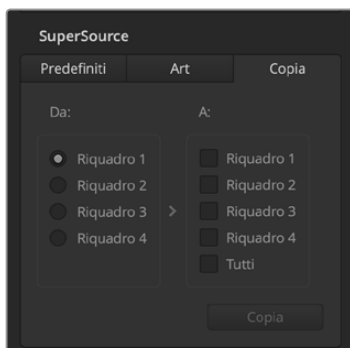 SuperSource
Predefiniti Art Copia
Da: A:
Riquadro 1 Riquadro 1
Riquadro 2 Riquadro 2
Riquadro 3 > Riquadro 3
Riquadro 4 Riquadro 4
Tutti
Copia